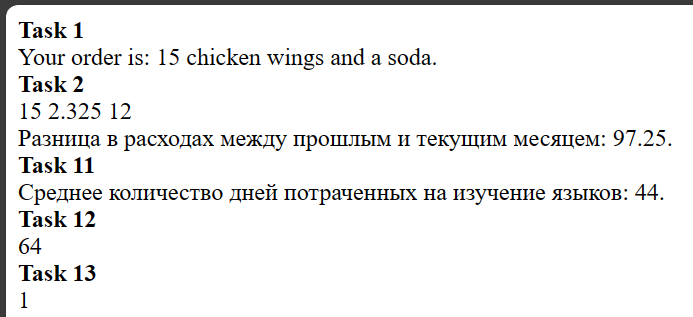 Task 1
Your order is: 15 chicken wings and a soda.
Task 2
15 2.325 12
Разница в расходах между прошлым и текущим месяцем: 97.25.
Task 11
Среднее количество дней потраченных на изучение языков: 44.
Task 12
64
Task 13
1